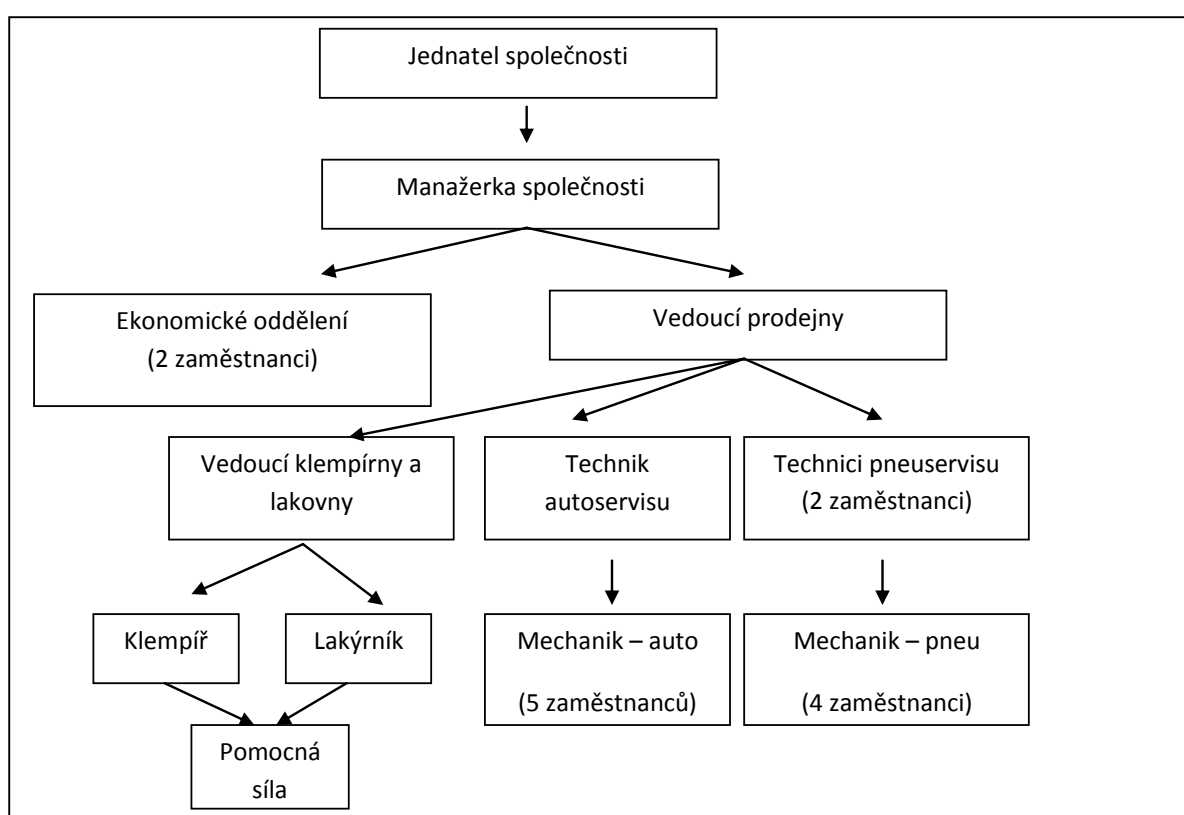 Jednatel společnosti
Manažerka společnosti
Ekonomické oddělení
(2 zaměstnanci)
Vedoucí prodejny
Vedoucí klempírny a
lakovny
Technik
autoservisu
Technici pneuservisu
(2 zaměstnanci)
Klempíř
Lakýrník
Mechanik – auto
(5 zaměstnanců)
Mechanik – pneu
(4 zaměstnanci)
Pomocná
síla